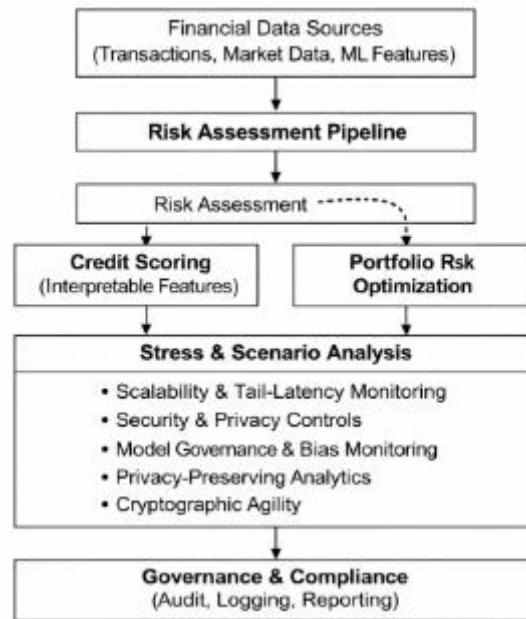 Financial Data Sources
(Transactions, Market Data, ML Features)
Risk Assessment Pipeline
Risk Assessment
Credit Scoring
(Interpretable Features)
Portfolio Rsk
Optimization
Stress & Scenario Analysis
• Scalability & Tail-Latency Monitoring
• Security & Privacy Controls
• Model Governance & Bias Monitoring
• Privacy-Preserving Analytics
• Cryptographic Agility
Governance & Compliance
(Audit, Logging, Reporting)